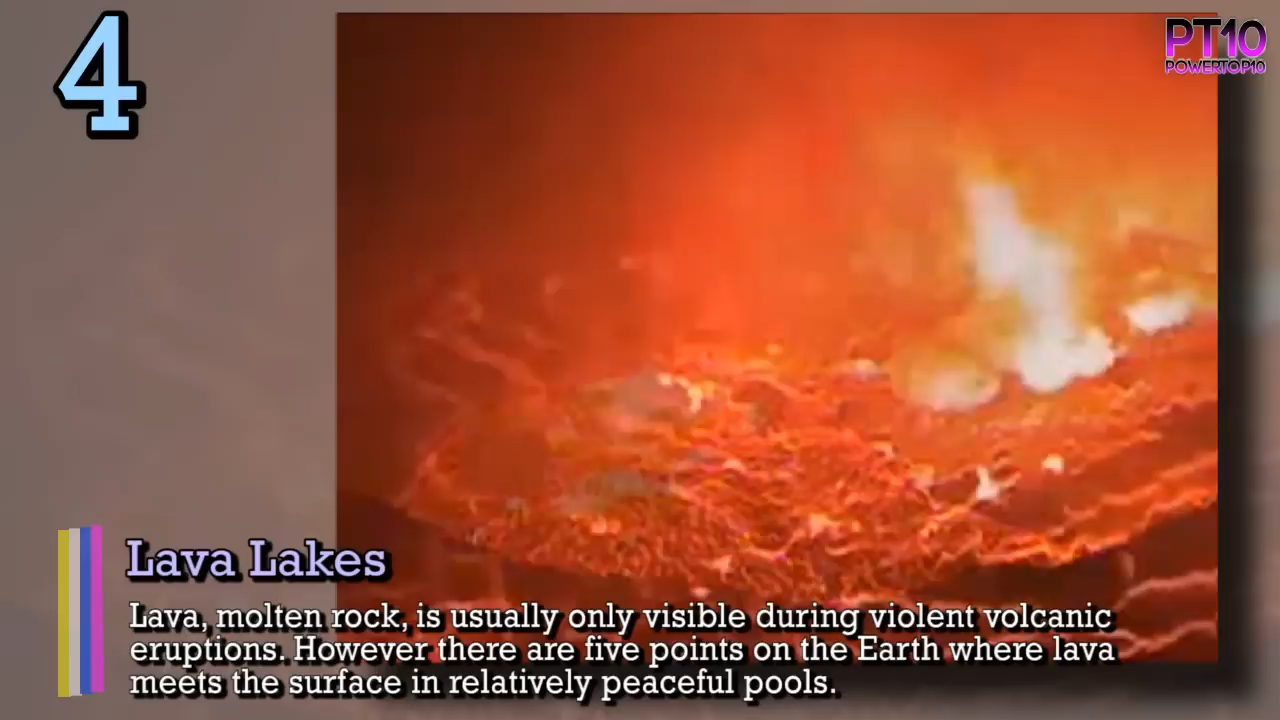 4
PT10
POWERTOP10
Lava Lakes
Lava, molten rock, is usually only visible during violent volcanic
eruptions. However there are five points on the Earth where lava
meets the surface in relatively peaceful pools.